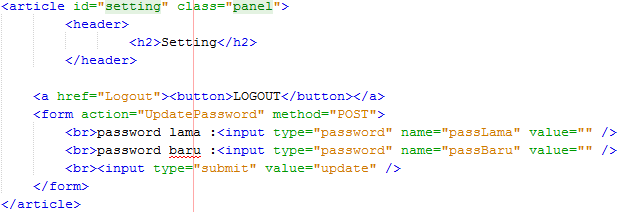 <article id="setting" class="panel">
<header>
<h2>Setting</h2>
</header>
<a href="Logout"><button>LOGOUT</button></a>
<form action="UpdatePassword" method="POST">
<br>password lama :<input type="password" name="passLama" value="" />
<br>password baru :<input type="password" name="passBaru" value="" />
<br><input type="submit" value="update" />
</form>
</article>